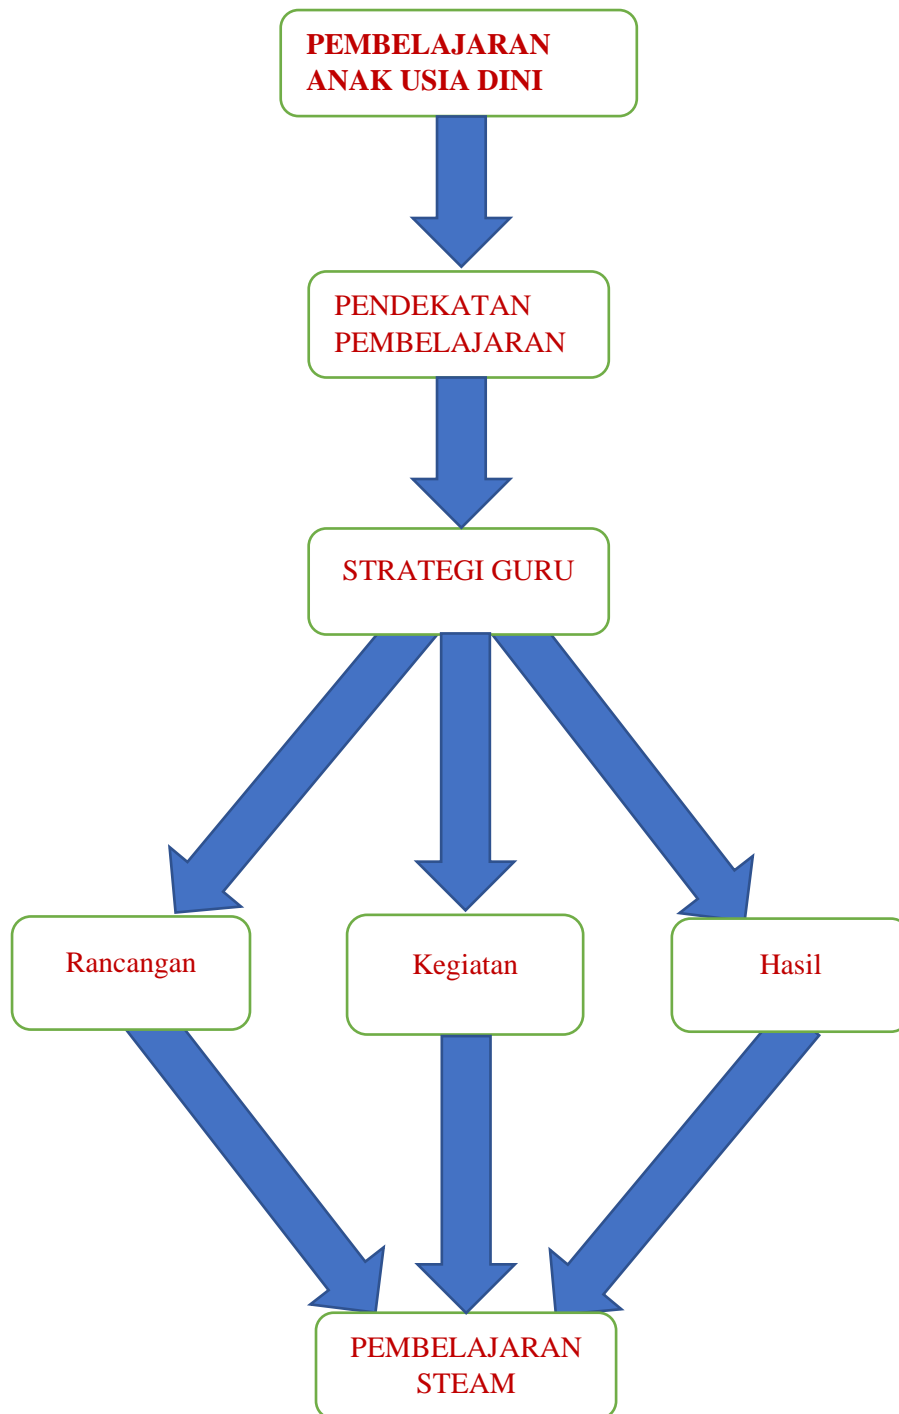 PEMBELAJARAN
ANAK USIA DINI
PENDEKATAN
PEMBELAJARAN
STRATEGI GURU
Rancangan
Kegiatan
Hasil
PEMBELAJARAN
STEAM